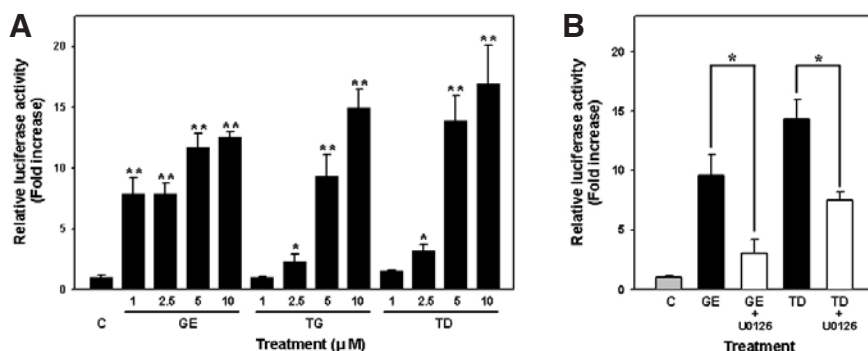 A
Relative luciferase activity
(Fold increase)
20
15
10
5
0
**
**
**
**
*
**
**
*
**
**
1 2.5 5 10 1 2.5 5 10 1 2.5 5 10
C GE TG TD
Treatment (µM)
B
Relative luciferase activity
(Fold increase)
20
15
10
5
0
* *
C GE GE + U0126 TD TD + U0126
Treatment